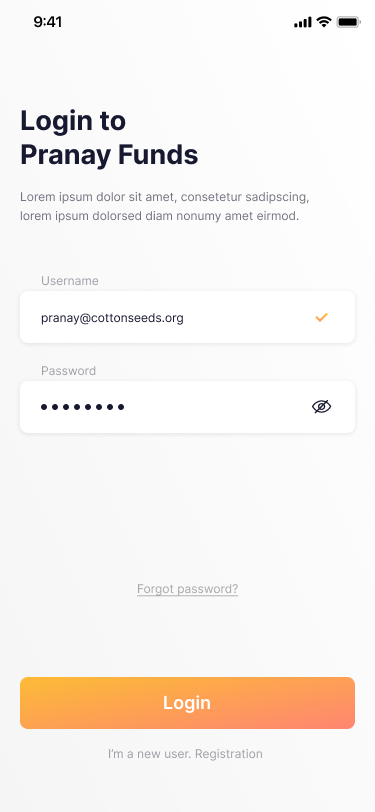 9:41
Login to
Pranay Funds
Lorem ipsum dolor sit amet, consetetur sadipscing,
lorem ipsum dolorsed diam nonumy amet eirmod.
Username
pranay@cottonseeds.org
Password
Forgot password?
Login
I'm a new user. Registration